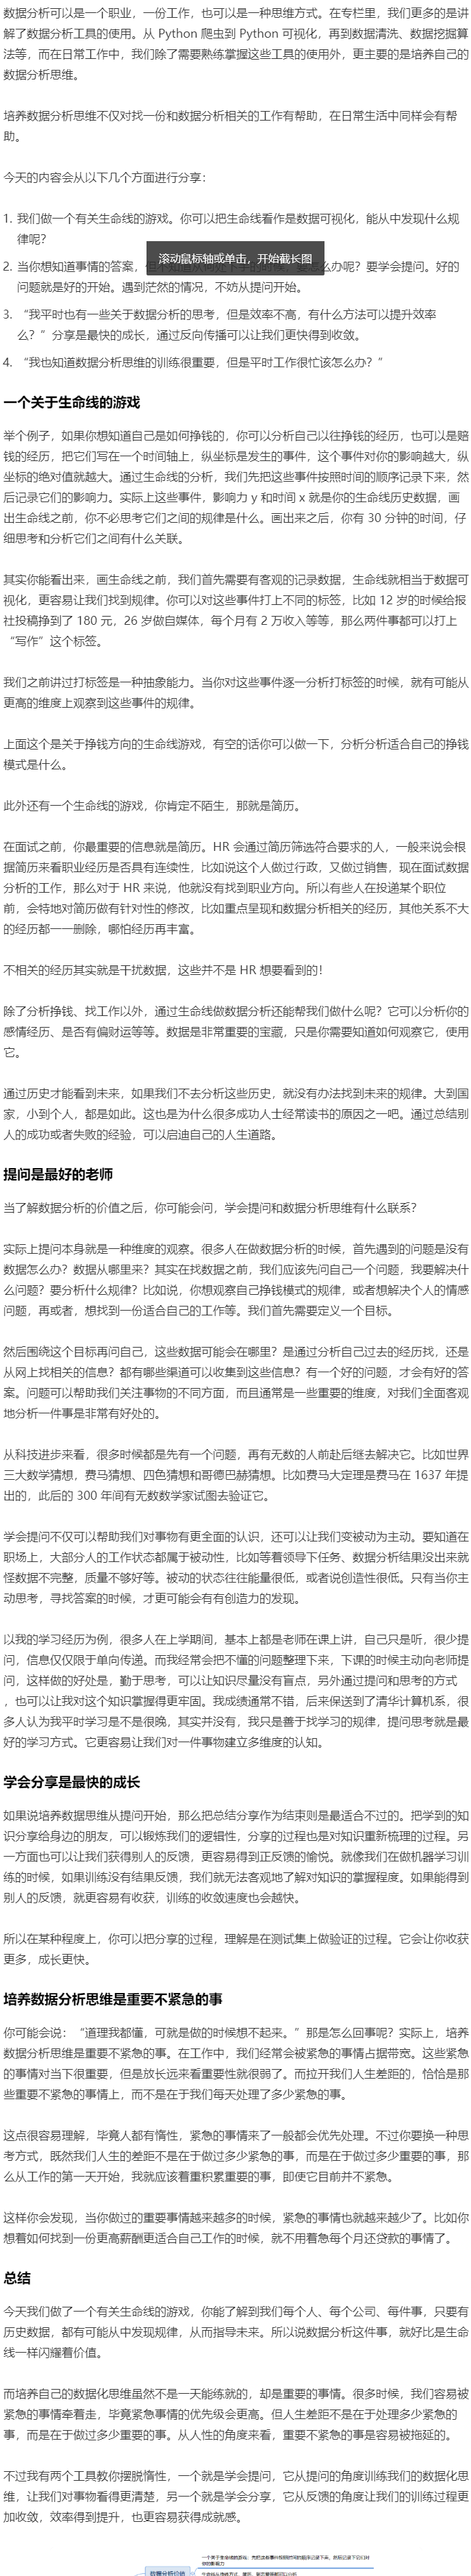 数据分析可以是一个职业，一份工作，也可以是一种思维方式。在专栏里，我们更多的是讲
解了数据分析工具的使用。从 Python 爬虫到 Python 可视化，再到数据清洗、数据挖掘算
法等，而在日常工作中，我们除了需要熟练掌握这些工具的使用外，更主要的是培养自己的
数据分析思维。
培养数据分析思维不仅对找一份和数据分析相关的工作有帮助，在日常生活中同样会有帮
助。
今天的内容会从以下几个方面进行分享：
1. 我们做一个有关生命线的游戏。你可以把生命线看作是数据可视化，能从中发现什么规
律呢？
滚动鼠标轴或单击，开始截长图
2. 当你想知道事情的答案，怎么办呢？要学会提问。好的
问题就是好的开始。遇到茫然的情况，不妨从提问开始。
3. “我平时也有一些关于数据分析的思考，但是效率不高，有什么方法可以提升效率
么？”分享是最快的成长，通过反向传播可以让我们更快得到收敛。
4. “我也知道数据分析思维的训练很重要，但是平时工作很忙该怎么办？”
一个关于生命线的游戏
举个例子，如果你想知道自己是如何挣钱的，你可以分析自己以往挣钱的经历，也可以是赔
钱的经历，把它们写在一个时间轴上，纵坐标是发生的事件，这个事件对你的影响越大，纵
坐标的绝对值就越大。通过生命线的分析，我们先把这些事件按照时间的顺序记录下来，然
后记录它们的影响力。实际上这些事件，影响力 y 和时间 x 就是你的生命线历史数据，画
出生命线之前，你不必思考它们之间的规律是什么。画出来之后，你有 30 分钟的时间，仔
细思考和分析它们之间有什么关联。
其实你能看出来，画生命线之前，我们首先需要有客观的记录数据，生命线就相当于数据可
视化，更容易让我们找到规律。你可以对这些事件打上不同的标签，比如 12 岁的时候给报
社投稿挣到了 180 元，26 岁做自媒体，每个月有 2 万收入等等，那么两件事都可以打上
“写作”这个标签。
我们之前讲过打标签是一种抽象能力。当你对这些事件逐一分析打标签的时候，就有可能从
更高的维度上观察到这些事件的规律。
上面这个是关于挣钱方向的生命线游戏，有空的话你可以做一下，分析分析适合自己的挣钱
模式是什么。
此外还有一个生命线的游戏，你肯定不陌生，那就是简历。
在面试之前，你最重要的信息就是简历。HR 会通过简历筛选符合要求的人，一般来说会根
据简历来看职业经历是否具有连续性，比如说这个人做过行政，又做过销售，现在面试数据
分析的工作，那么对于 HR 来说，他就没有找到职业方向。所以有些人在投递某个职位
前，会特地对简历做有针对性的修改，比如重点呈现和数据分析相关的经历，其他关系不大
的经历都一一删除，哪怕经历再丰富。
不相关的经历其实就是干扰数据，这些并不是 HR 想要看到的！
除了分析挣钱、找工作以外，通过生命线做数据分析还能帮我们做什么呢？它可以分析你的
感情经历、是否有偏财运等等。数据是非常重要的宝藏，只是你需要知道如何观察它，使用
它。
通过历史才能看到未来，如果我们不去分析这些历史，就没有办法找到未来的规律。大到国
家，小到个人，都是如此。这也是为什么很多成功人士经常读书的原因之一吧。通过总结别
人的成功或者失败的经验，可以启迪自己的人生道路。
提问是最好的老师
当了解数据分析的价值之后，你可能会问，学会提问和数据分析思维有什么联系？
实际上提问本身就是一种维度的观察。很多人在做数据分析的时候，首先遇到的问题是没有
数据怎么办？数据从哪里来？其实在找数据之前，我们应该先问自己一个问题，我要解决什
么问题？要分析什么规律？比如说，你想观察自己挣钱模式的规律，或者想解决个人的情感
问题，再或者，想找到一份适合自己的工作等。我们首先需要定义一个目标。
然后围绕这个目标再问自己，这些数据可能会在哪里？是通过分析自己过去的经历找，还是
从网上找相关的信息？都有哪些渠道可以收集到这些信息？有一个好的问题，才会有好的答
案。问题可以帮助我们关注事物的不同方面，而且通常是一些重要的维度，对我们全面客观
地分析一件事是非常有好处的。
从科技进步来看，很多时候都是先有一个问题，再有无数的人前赴后继去解决它。比如世界
三大数学猜想，费马猜想、四色猜想和哥德巴赫猜想。比如费马大定理是费马在 1637 年提
出的，此后的 300 年间有无数数学家试图去验证它。
学会提问不仅可以帮助我们对事物有更全面的认识，还可以让我们变被动为主动。要知道在
职场上，大部分人的工作状态都属于被动性，比如等着领导下任务、数据分析结果没出来就
怪数据不完整，质量不够好等。被动的状态往往能量很低，或者说创造性很低。只有当你主
动思考，寻找答案的时候，才更可能会有有创造力的发现。
以我的学习经历为例，很多人在上学期间，基本上都是老师在课上讲，自己只是听，很少提
问，信息仅仅限于单向传递。而我经常会把不懂的问题整理下来，下课的时候主动向老师提
问，这样做的好处是，勤于思考，可以让知识尽量没有盲点，另外通过提问和思考的方式
，也可以让我对这个知识掌握得更牢固。我成绩通常不错，后来保送到了清华计算机系，很
多人认为我平时学习是不是很晚，其实并没有，我只是善于找学习的规律，提问思考就是最
好的学习方式。它更容易让我们对一件事物建立多维度的认知。
学会分享是最快的成长
如果说培养数据思维从提问开始，那么把总结分享作为结束则是最适合不过的。把学到的知
识分享给身边的朋友，可以锻炼我们的逻辑性，分享的过程也是对知识重新梳理的过程。另
一方面也可以让我们获得别人的反馈，更容易得到正反馈的愉悦。就像我们在做机器学习训
练的时候，如果训练没有结果反馈，我们就无法客观地了解对知识的掌握程度。如果能得到
别人的反馈，就更容易有收获，训练的收敛速度也会越快。
所以在某种程度上，你可以把分享的过程，理解是在测试集上做验证的过程。它会让你收获
更多，成长更快。
培养数据分析思维是重要不紧急的事
你可能会说：“道理我都懂，可就是做的时候想不起来。”那是怎么回事呢？实际上，培养
数据分析思维是重要不紧急的事。在工作中，我们经常会被紧急的事情占据带宽。这些紧急
的事情对当下很重要，但是放长远来看重要性就很弱了。而拉开我们人生差距的，恰恰是那
些重要不紧急的事情上，而不是在于我们每天处理了多少紧急的事。
这点很容易理解，毕竟人都有惰性，紧急的事情来了一般都会优先处理。不过你要换一种思
考方式，既然我们人生的差距不是在于做过多少紧急的事，而是在于做过多少重要的事，那
么从工作的第一天开始，我就应该着重积累重要的事，即使它目前并不紧急。
这样你会发现，当你做过的重要事情越来越多的时候，紧急的事情也就越来越少了。比如你
想着如何找到一份更高薪酬更适合自己工作的时候，就不用着急每个月还贷款的事情了。
总结
今天我们做了一个有关生命线的游戏，你能了解到我们每个人、每个公司、每件事，只要有
历史数据，都有可能从中发现规律，从而指导未来。所以说数据分析这件事，就好比是生命
线一样闪耀着价值。
而培养自己的数据化思维虽然不是一天能练就的，却是重要的事情。很多时候，我们容易被
紧急的事情牵着走，毕竟紧急事情的优先级会更高。但人生差距不是在于处理多少紧急的
事，而是在于做过多少重要的事。从人性的角度来看，重要不紧急的事是容易被拖延的。
不过我有两个工具教你摆脱惰性，一个就是学会提问，它从提问的角度训练我们的数据化思
维，让我们对事物看得更清楚，另一个就是学会分享，它从反馈的角度让我们的训练过程更
加收敛，效率得到提升，也更容易获得成就感。